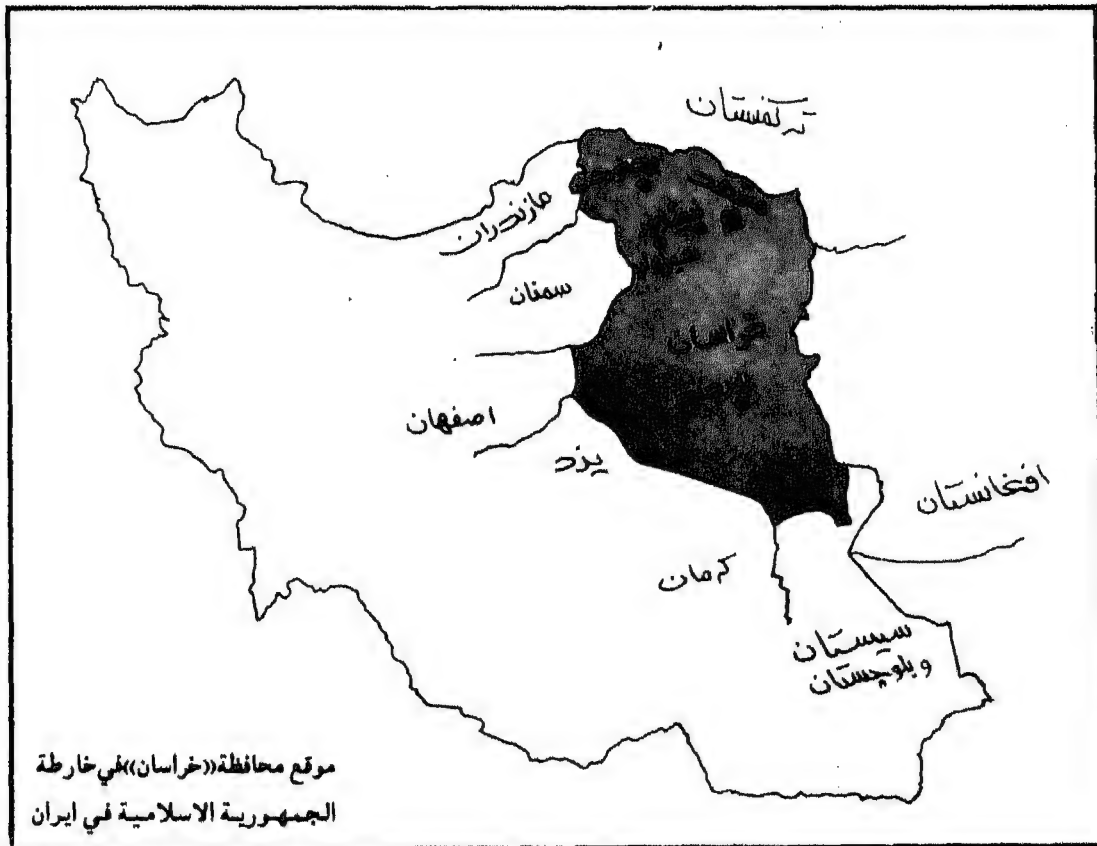 تركمنستان
مازندران
سمنان
خراسان
اصفهان
يزد
افغانستان
كرمان
سيستان
وبلوچستان
موقع محافظة((خراسان))في خارطة
الجمهورية الاسلامية في ايران